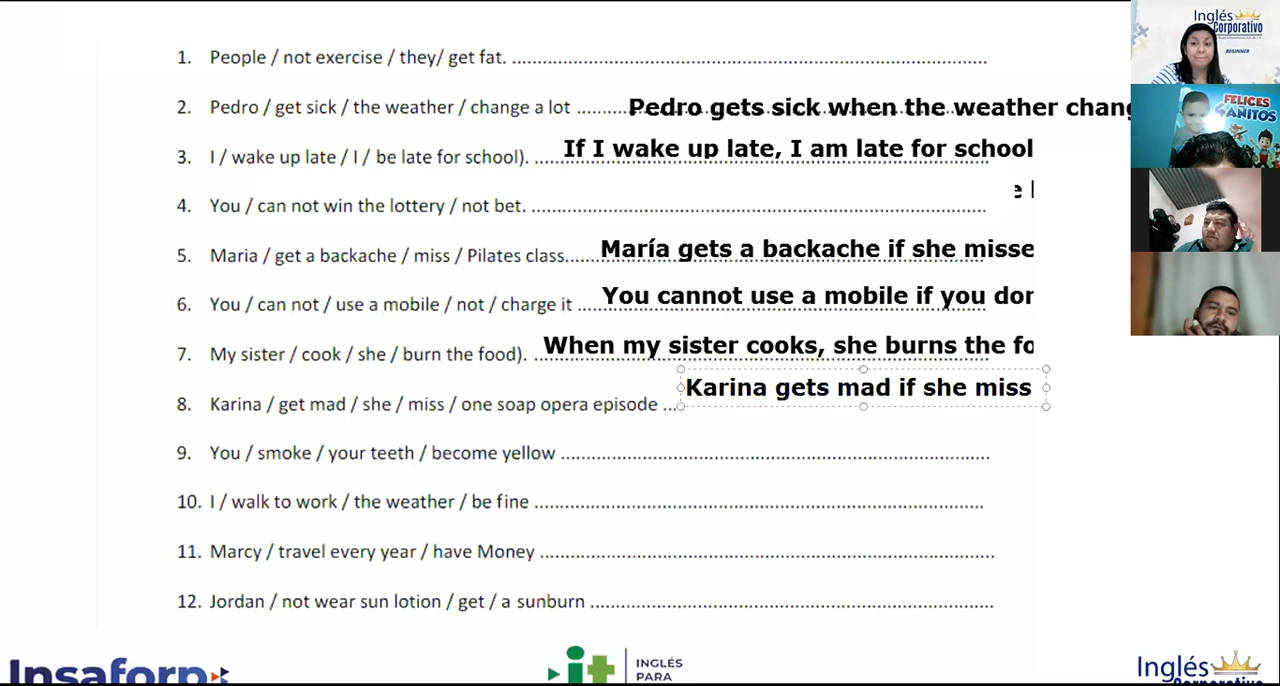 1. People / not exercise / they/ get fat. ........................
2. Pedro / get sick / the weather / change a lot .......... Pedro gets sick when the weather chang
3. I / wake up late / I / be late for school). ..... If I wake up late, I am late for school
4. You / can not win the lottery / not bet. ........................
5. Maria / get a backache / miss / Pilates class....... María gets a backache if she misse
6. You / can not / use a mobile / not / charge it ..... You cannot use a mobile if you don
7. My sister / cook / she / burn the food). .. When my sister cooks, she burns the fo
Karina gets mad if she miss
8. Karina / get mad / she / miss / one soap opera episode ...
9. You / smoke / your teeth / become yellow ........................
10. I / walk to work / the weather / be fine ........................
11. Marcy / travel every year / have Money ........................
12. Jordan / not wear sun lotion / get / a sunburn ........................
Insaforp
it
INGLÉS
PARA
Inglés
Corporativo
Inglés
Corporativo
BEGINNER
FELICES
4 AÑITOS